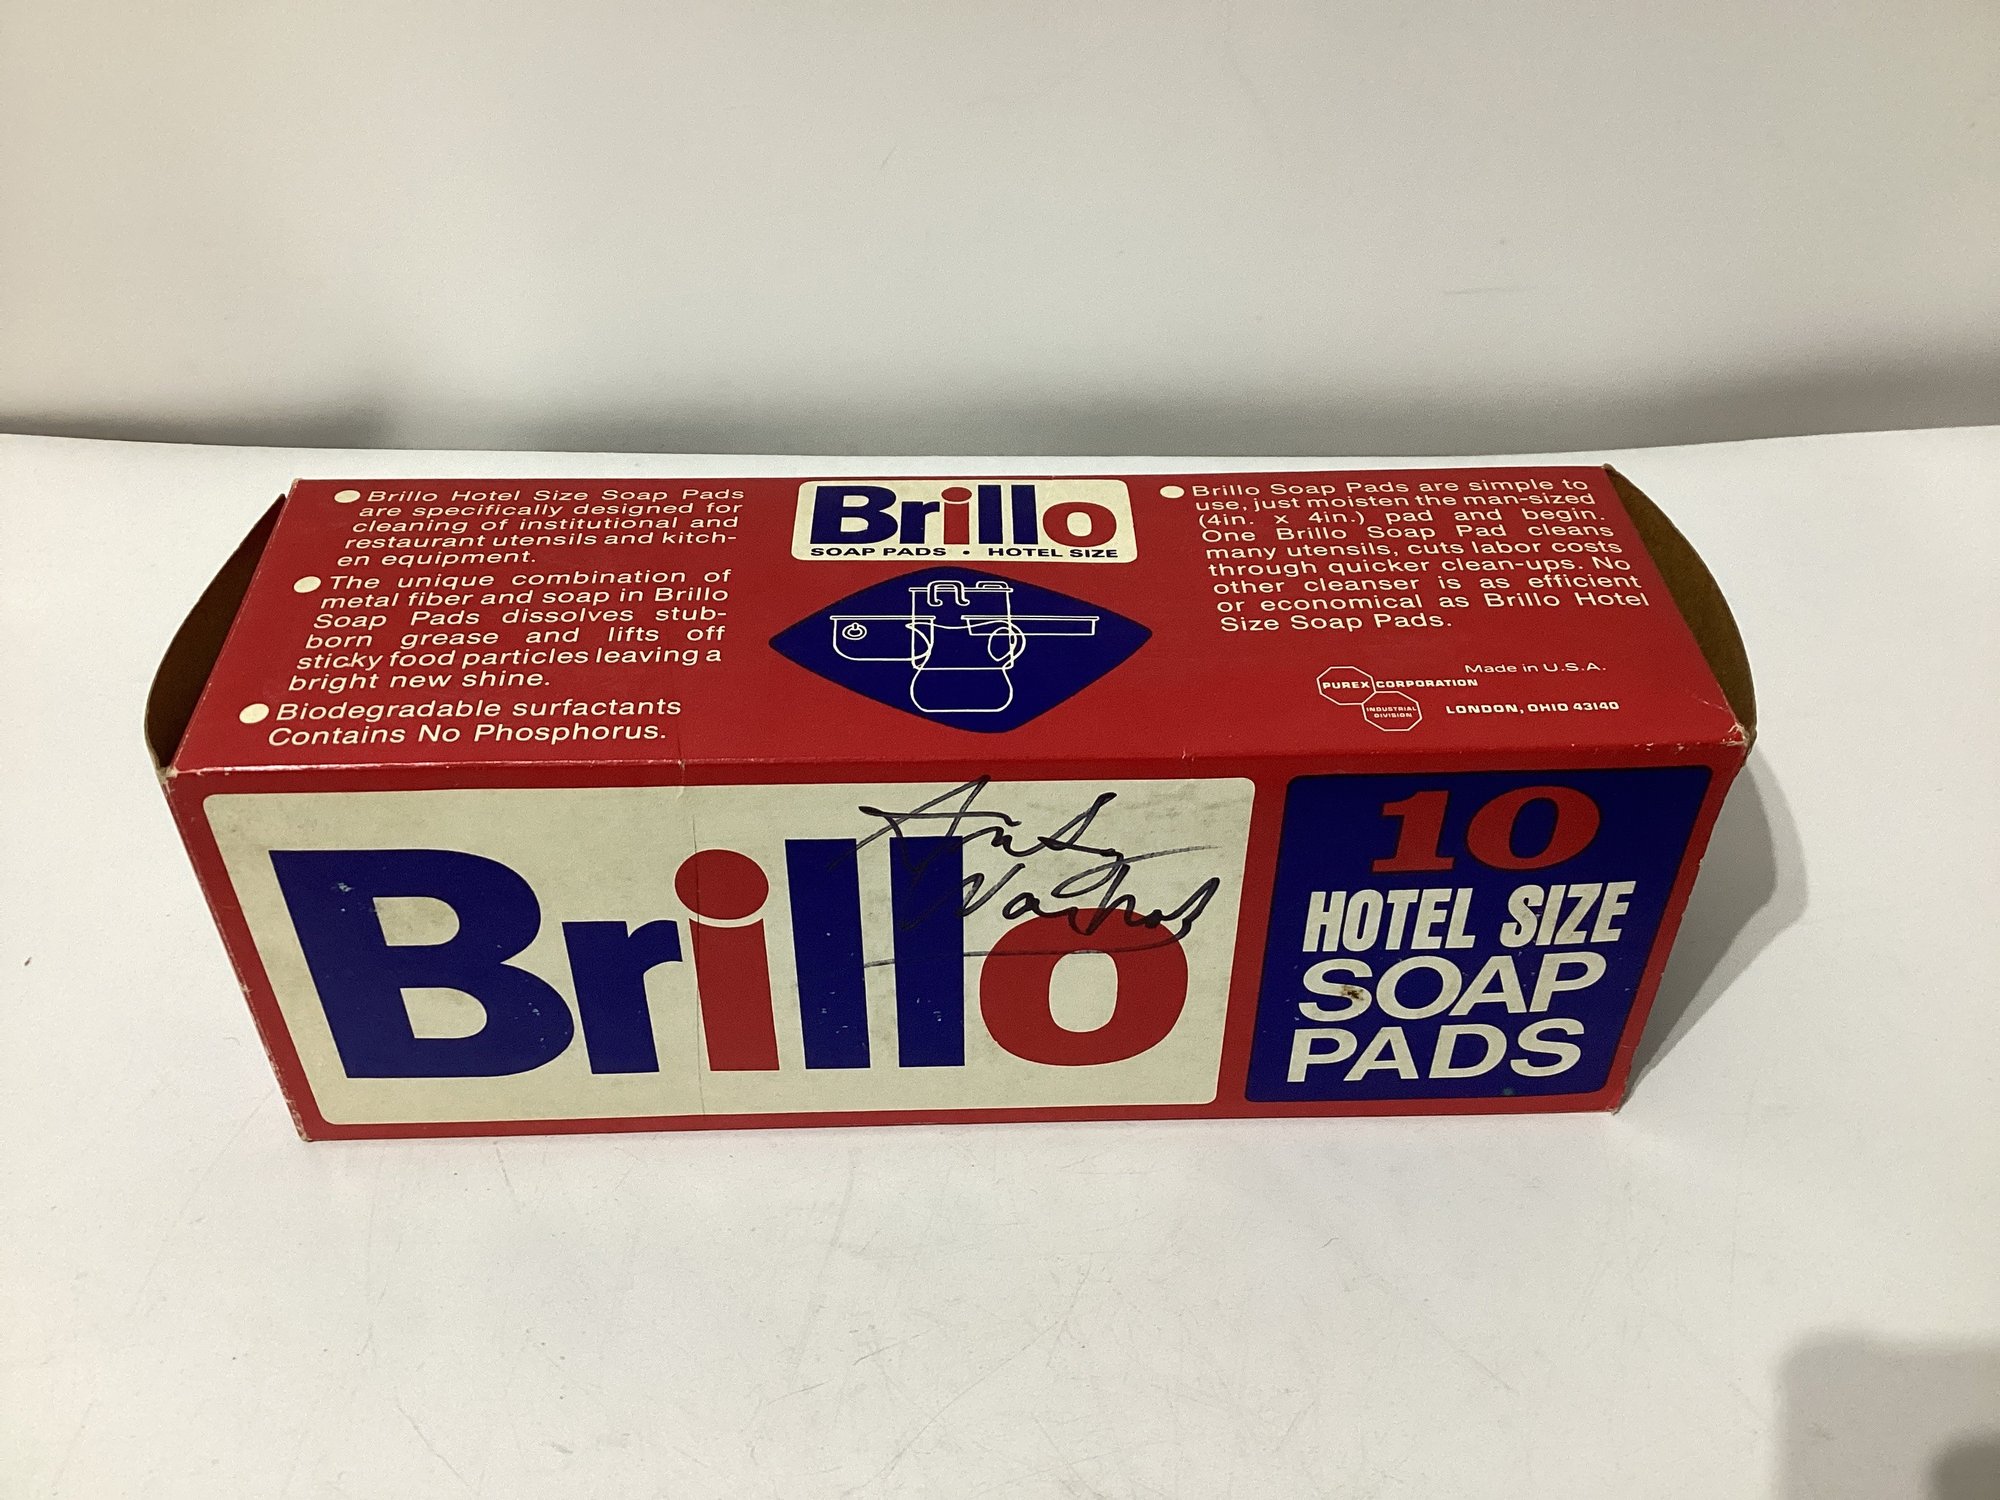 Brillo Hotel Size Soap Pads
are specifically designed for
cleaning of institutional and
restaurant utensils and kitch-
en equipment.
The unique combination of
metal fiber and soap in Brillo
Soap Pads dissolves stub-
born grease and lifts off
sticky food particles leaving a
bright new shine.
Biodegradable surfactants
Contains No Phosphorus.
Brillo
SOAP PADS • HOTEL SIZE
Brillo Soap Pads are simple to
use, just moisten the man-sized
(4in. x 4in.) pad and begin.
One Brillo Soap Pad cleans
many utensils, cuts labor costs
through quicker clean-ups. No
other cleanser is as efficient
or economical as Brillo Hotel
Size Soap Pads.
Made in U.S.A.
PUREX CORPORATION
INDUSTRIAL
DIVISION
LONDON, OHIO 43140
Brillo
Andy
Warhol
10
HOTEL SIZE
SOAP
PADS